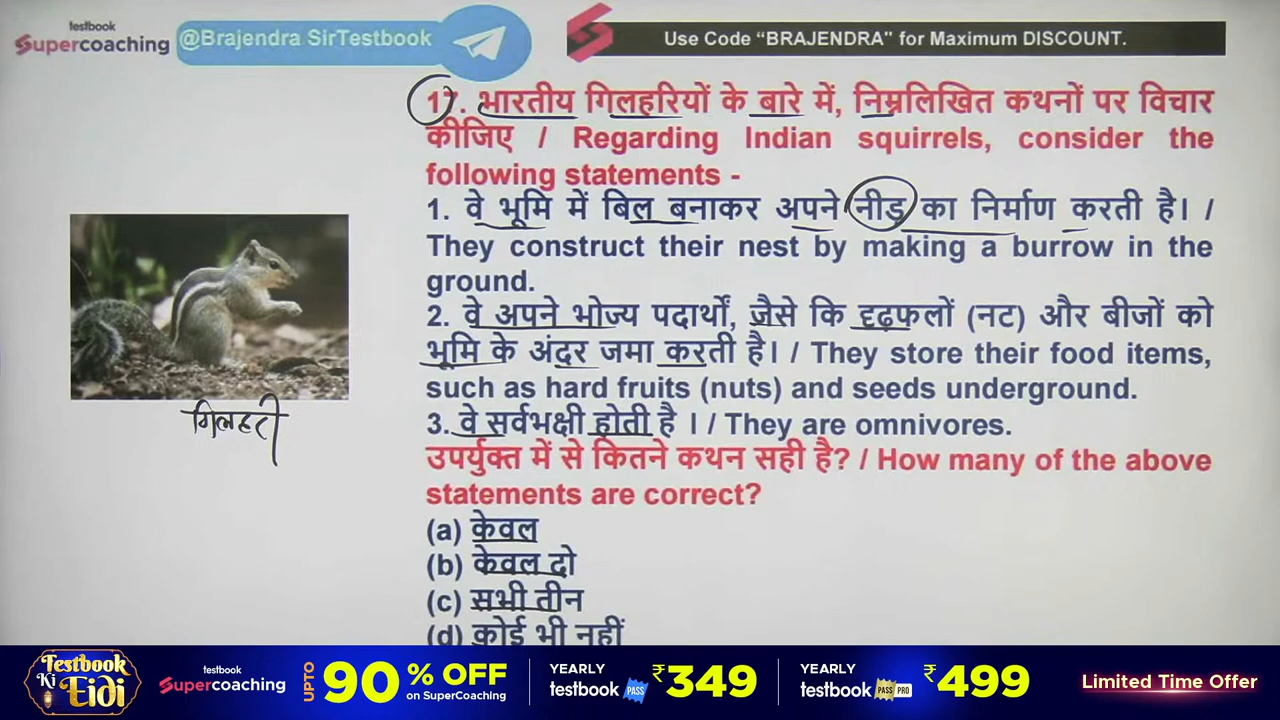 testbook
Supercoaching
@Brajendra SirTestbook
Use Code “BRAJENDRA" for Maximum DISCOUNT.
17. भारतीय गिलहरियों के बारे में, निम्नलिखित कथनों पर विचार
कीजिए / Regarding Indian squirrels, consider the
following statements -
1. वे भूमि में बिल बनाकर अपने नीड़ का निर्माण करती है। /
They construct their nest by making a burrow in the
ground.
2. वे अपने भोज्य पदार्थों, जैसे कि दृढ़फलों (नट) और बीजों को
भूमि के अंदर जमा करती है। / They store their food items,
such as hard fruits (nuts) and seeds underground.
3. वे सर्वभक्षी होती है । / They are omnivores.
उपर्युक्त में से कितने कथन सही है? / How many of the above
statements are correct?
(a) केवल
(b) केवल दो
(c) सभी तीन
(d) कोई भी नहीं
गिलहरी
Testbook
Ki
Eidi
testbook
Supercoaching
UPTO 90% OFF
on SuperCoaching
YEARLY
testbook PASS
₹349
YEARLY
testbook PASS PRO
₹499
Limited Time Offer